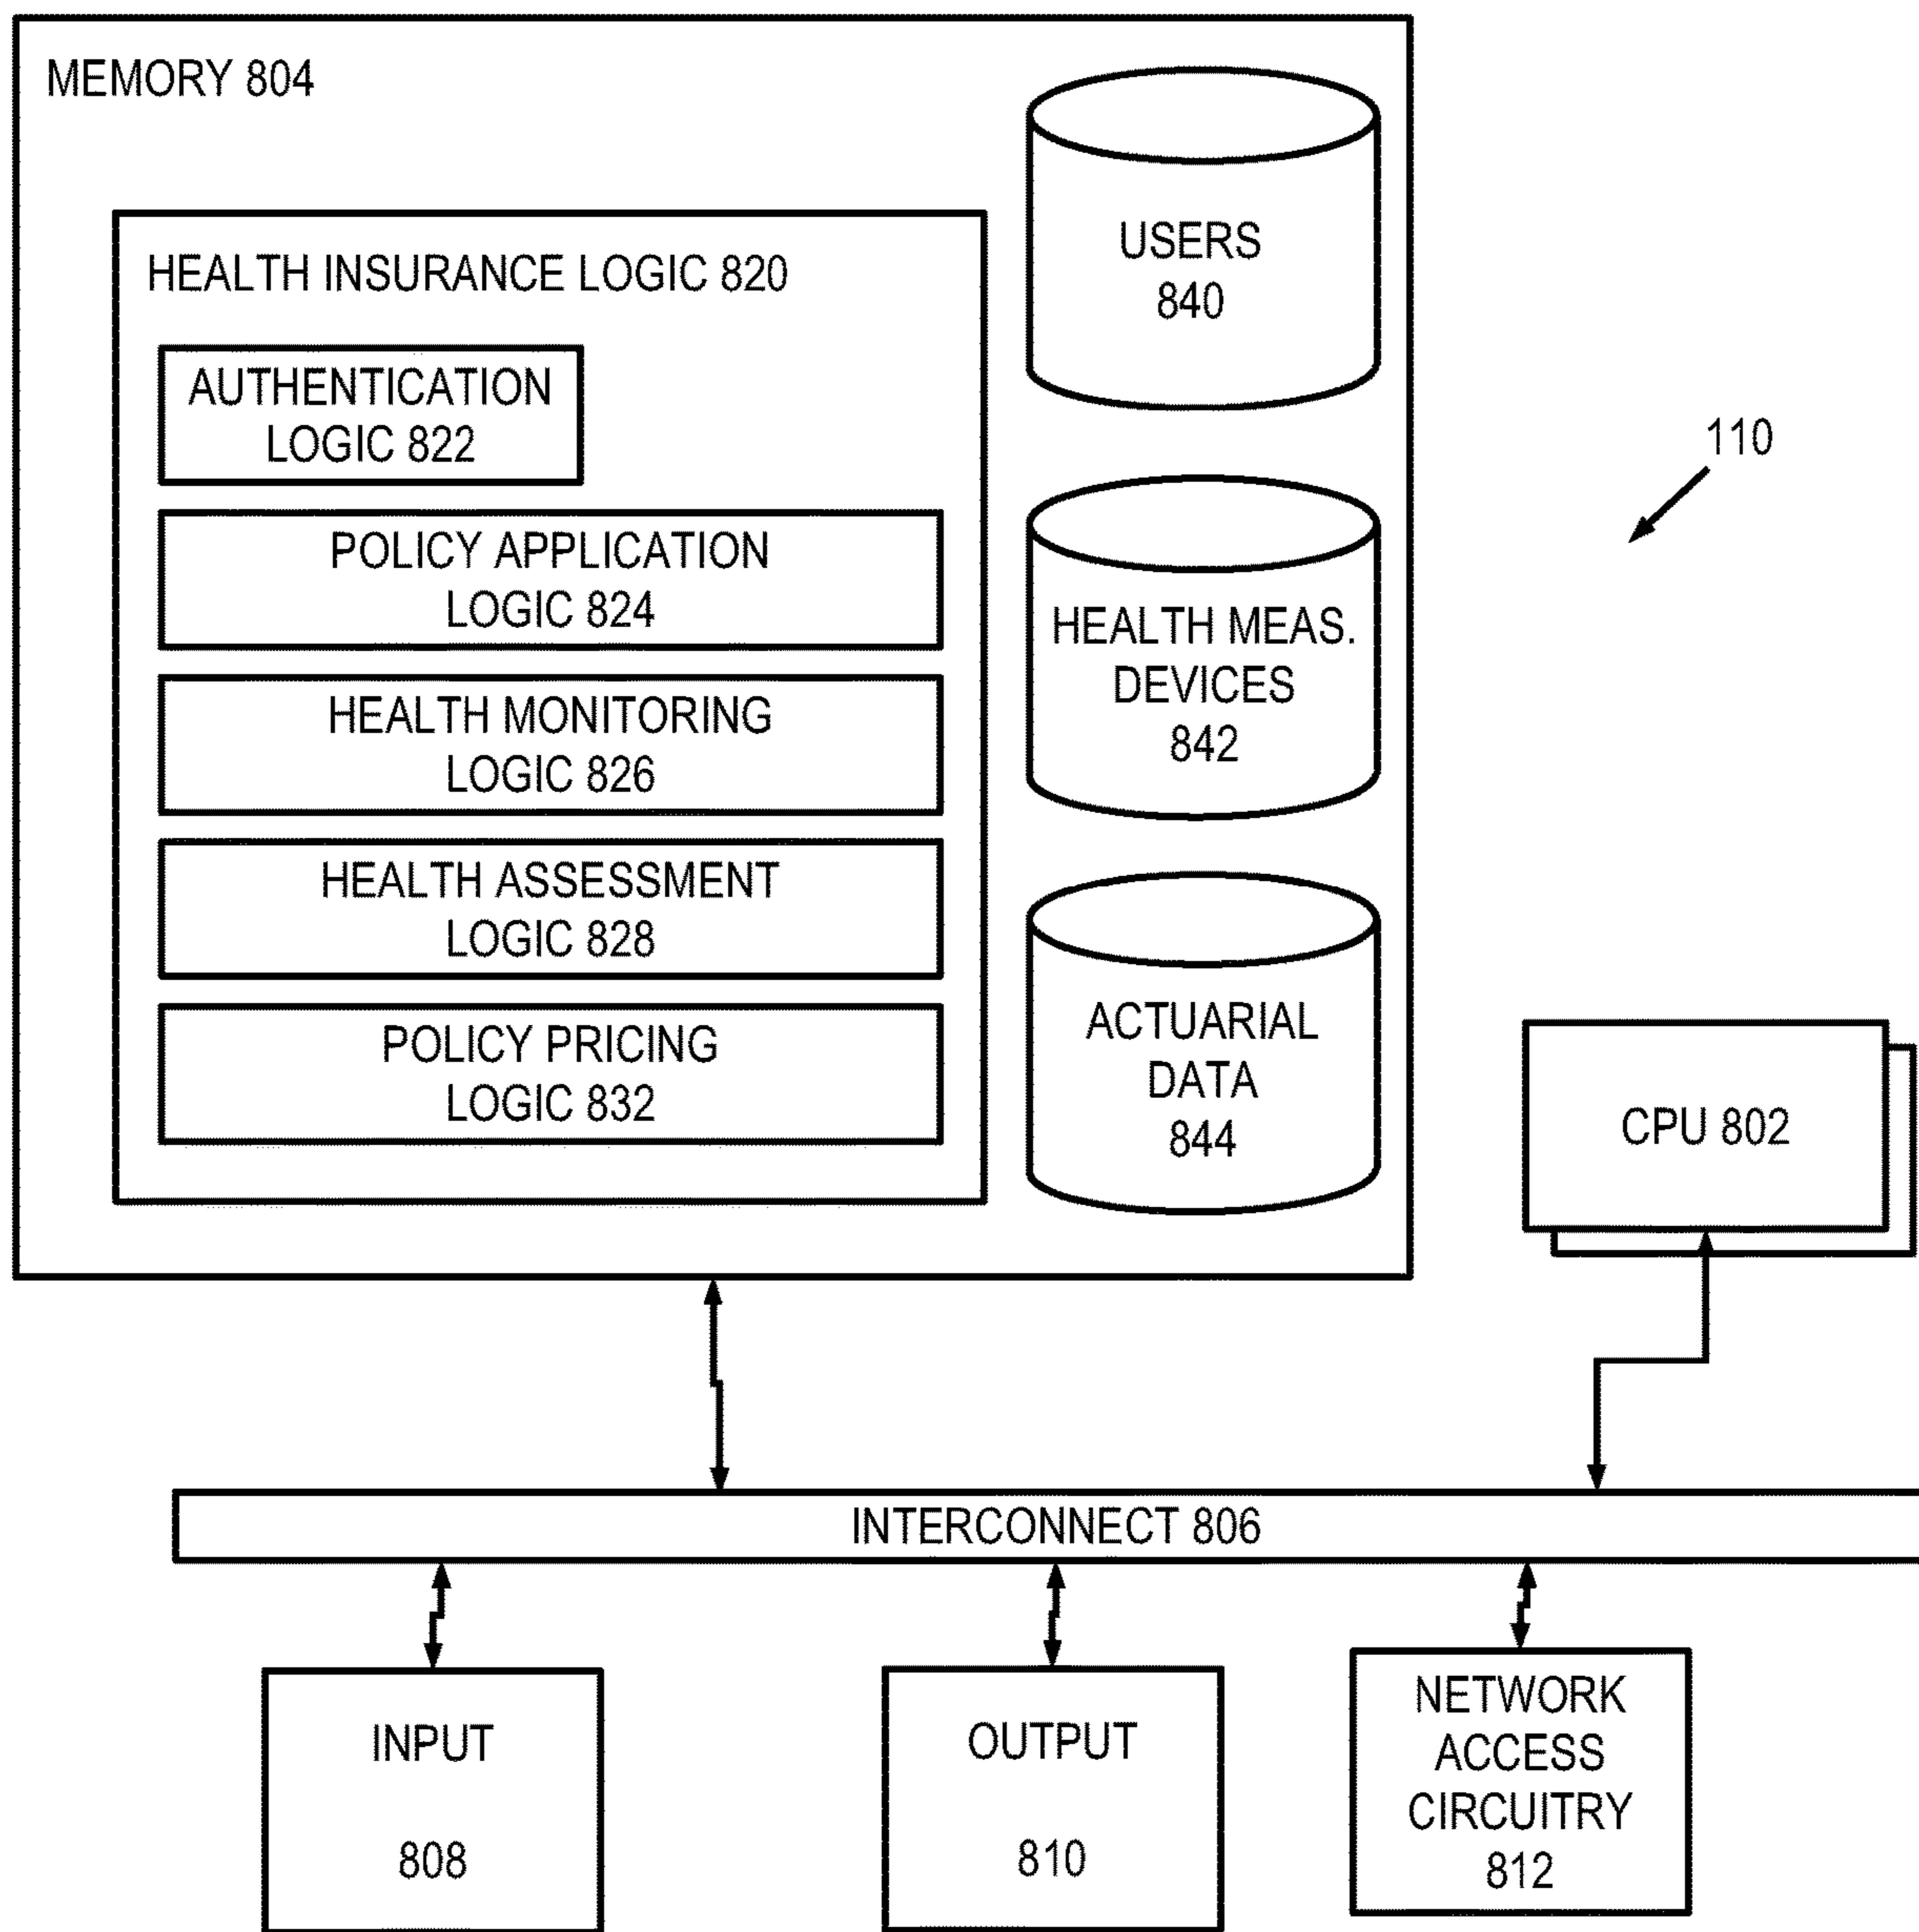 MEMORY 804
HEALTH INSURANCE LOGIC 820
AUTHENTICATION
LOGIC 822
POLICY APPLICATION
LOGIC 824
HEALTH MONITORING
LOGIC 826
HEALTH ASSESSMENT
LOGIC 828
POLICY PRICING
LOGIC 832
USERS
840
HEALTH MEAS.
DEVICES
842
ACTUARIAL
DATA
844
110
CPU 802
INTERCONNECT 806
INPUT
808
OUTPUT
810
NETWORK
ACCESS
CIRCUITRY
812